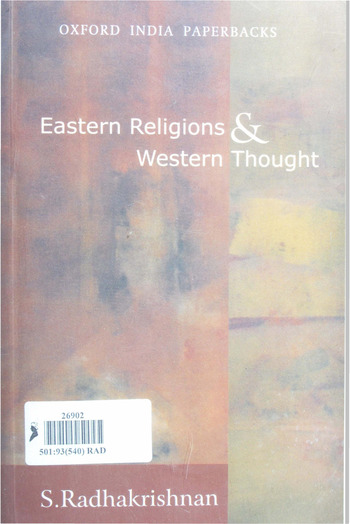 OXFORD INDIA PAPERBACKS
Eastern Religions &
Western Thought
26902
501:93(540) RAD
S.Radhakrishnan